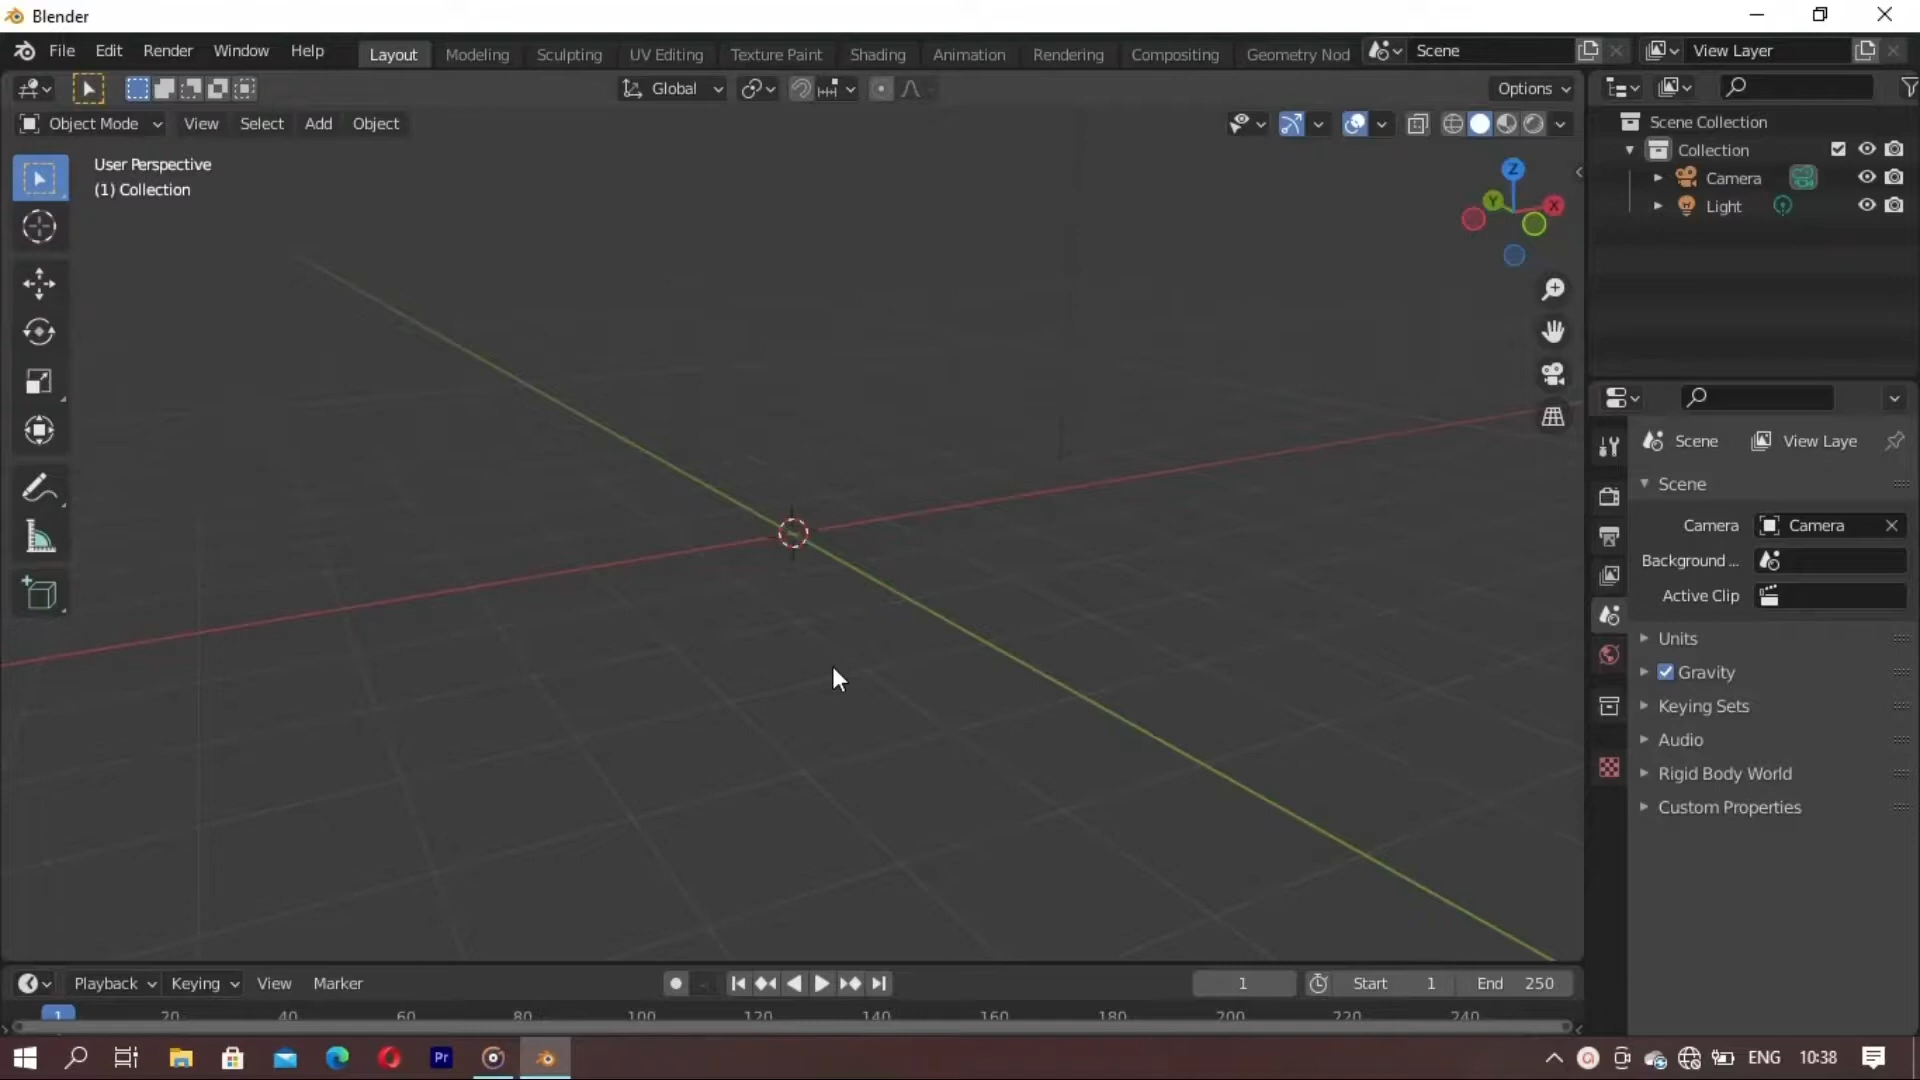 Blender
File Edit Render Window Help Layout Modeling Sculpting UV Editing Texture Paint Shading Animation Rendering Compositing Geometry Nod Scene View Layer
Global Options
Object Mode View Select Add Object
User Perspective
(1) Collection
Z
Y
X
Scene Collection
Collection
Camera
Light
Scene View Laye
Scene
Camera Camera
Background ...
Active Clip
Units
Gravity
Keying Sets
Audio
Rigid Body World
Custom Properties
Playback Keying View Marker 1 Start 1 End 250
1 20 40 60 80 100 120 140 160 180 200 220 240
Pr ENG 10:38